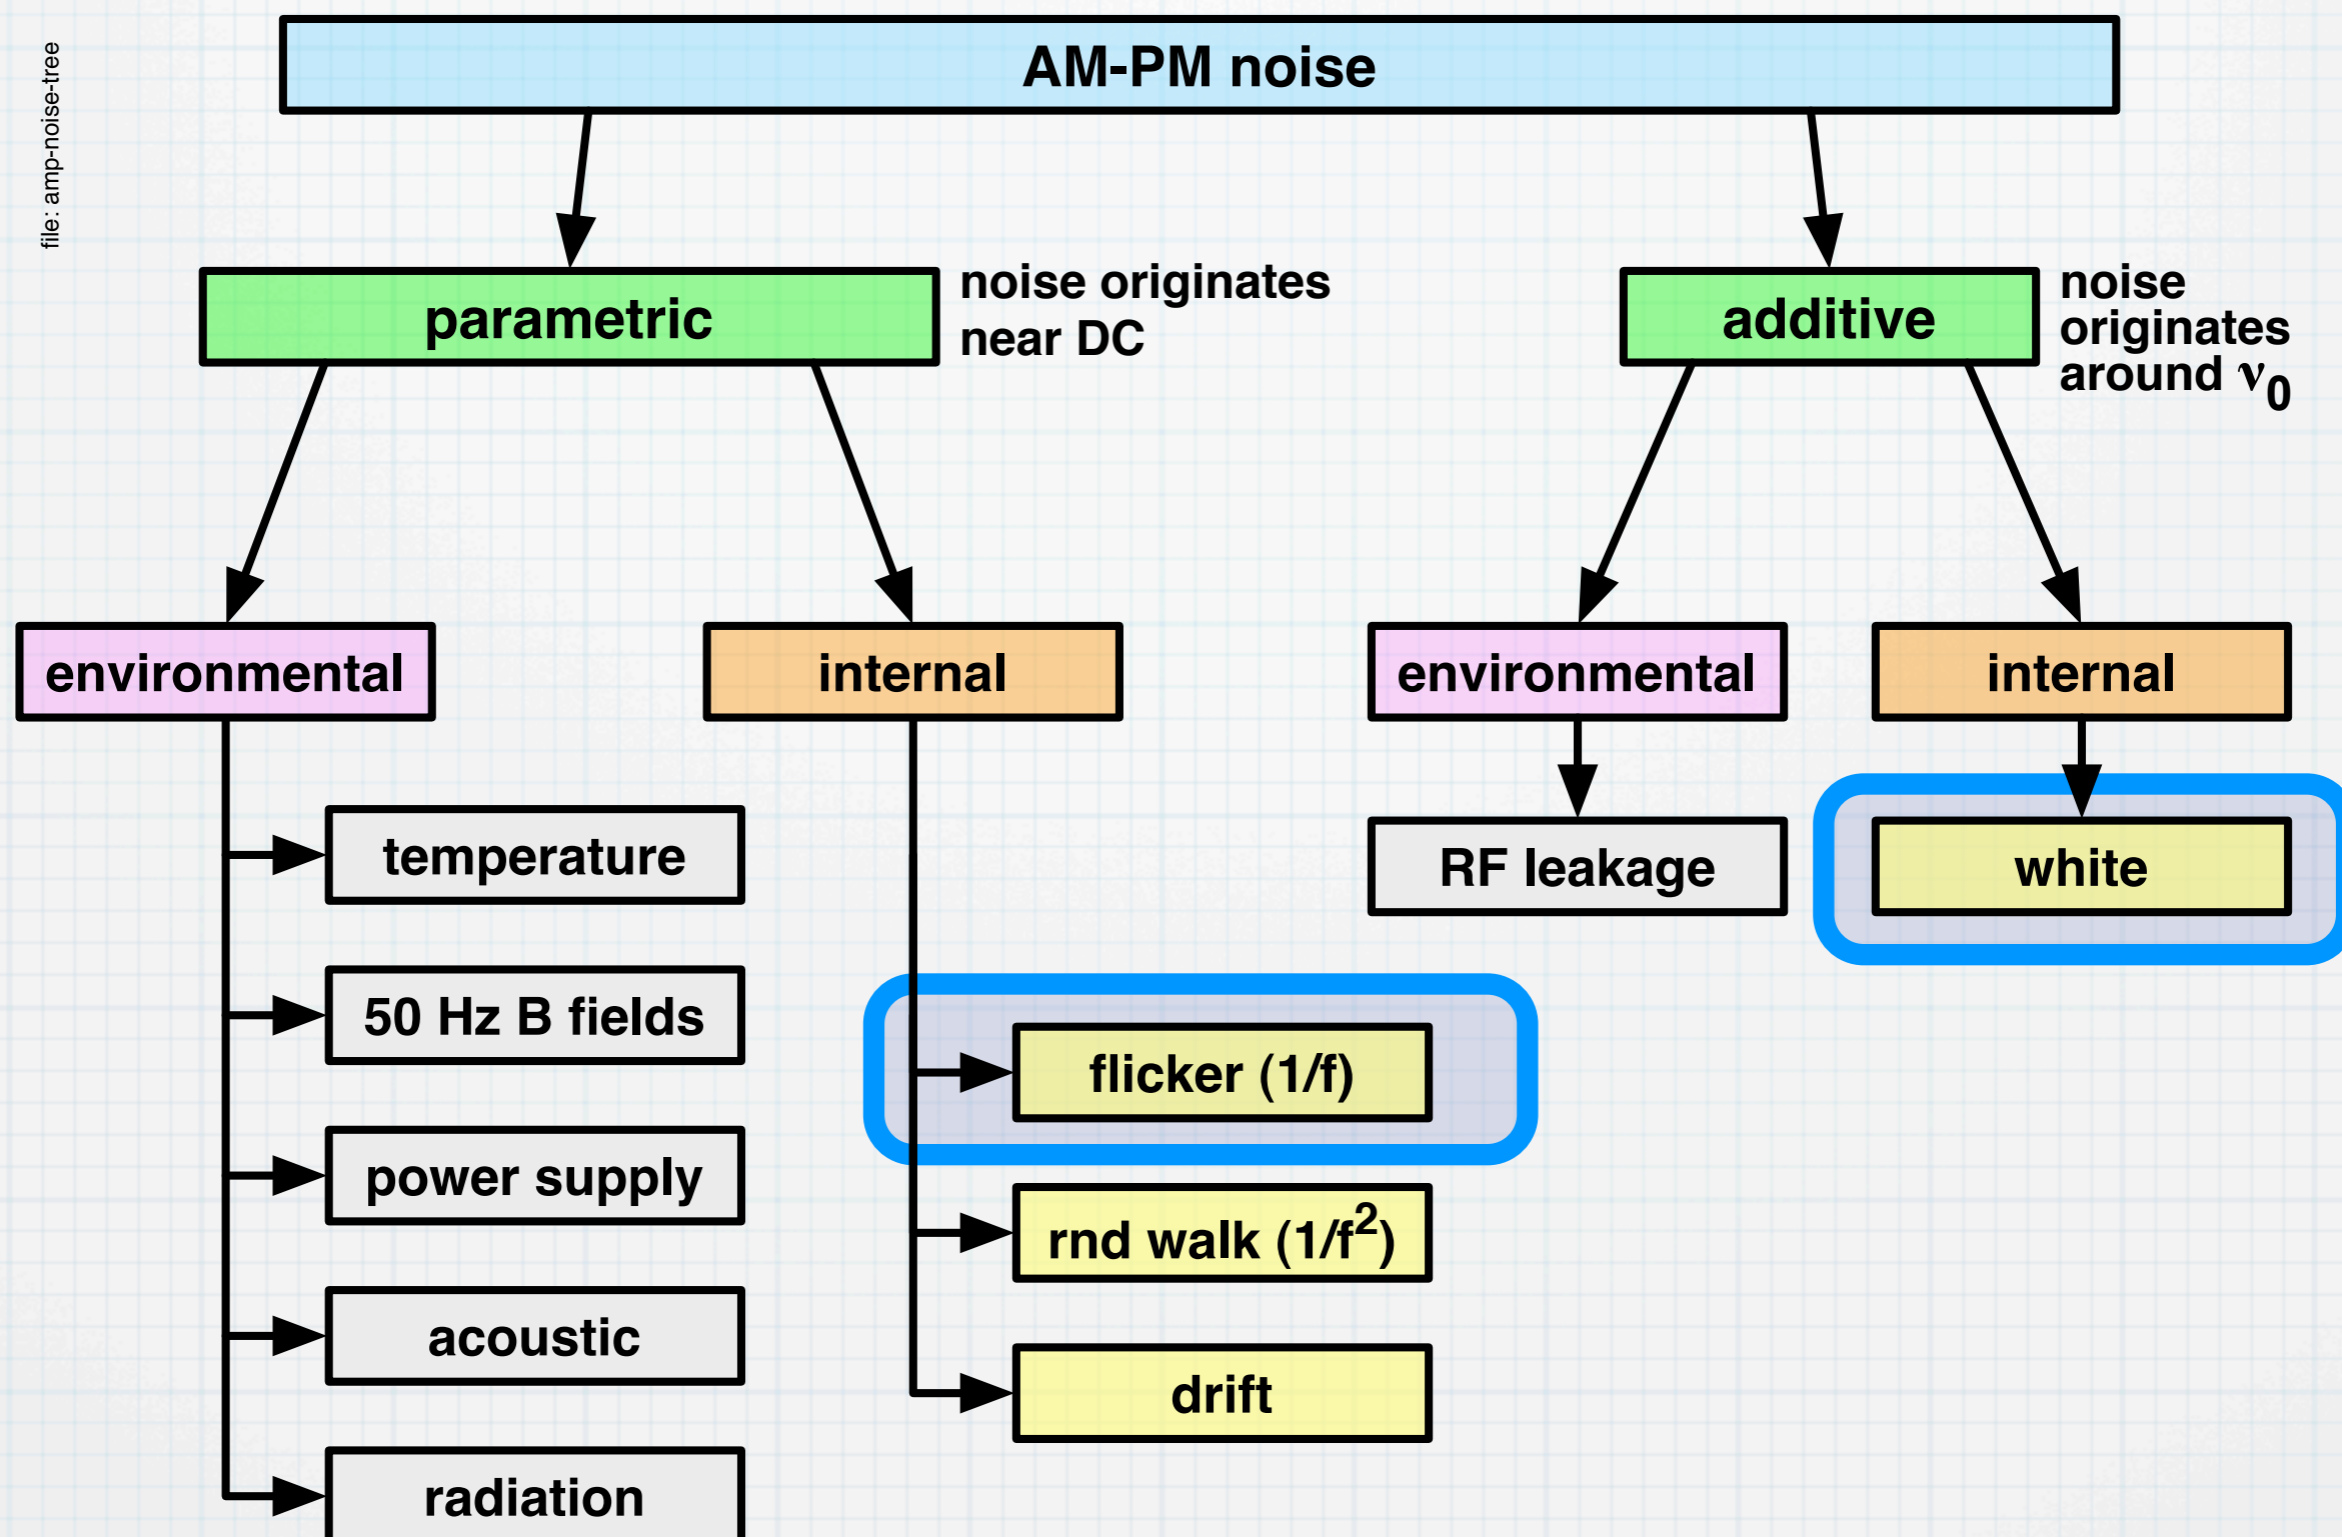 file: amp-noise-tree
AM-PM noise
parametric
noise originates
near DC
additive
noise
originates
around ν0
environmental
internal
environmental
internal
temperature
50 Hz B fields
power supply
acoustic
radiation
flicker (1/f)
rnd walk (1/f²)
drift
RF leakage
white